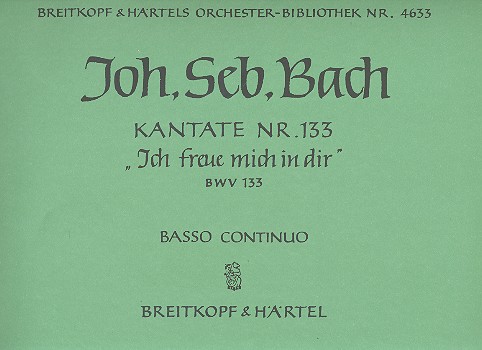 BREITKOPF & HÄRTELS ORCHESTER-BIBLIOTHEK NR. 4633
Joh. Seb. Bach
KANTATE NR. 133
„Ich freue mich in dir"
BWV 133
BASSO CONTINUO
BREITKOPF & HÄRTEL